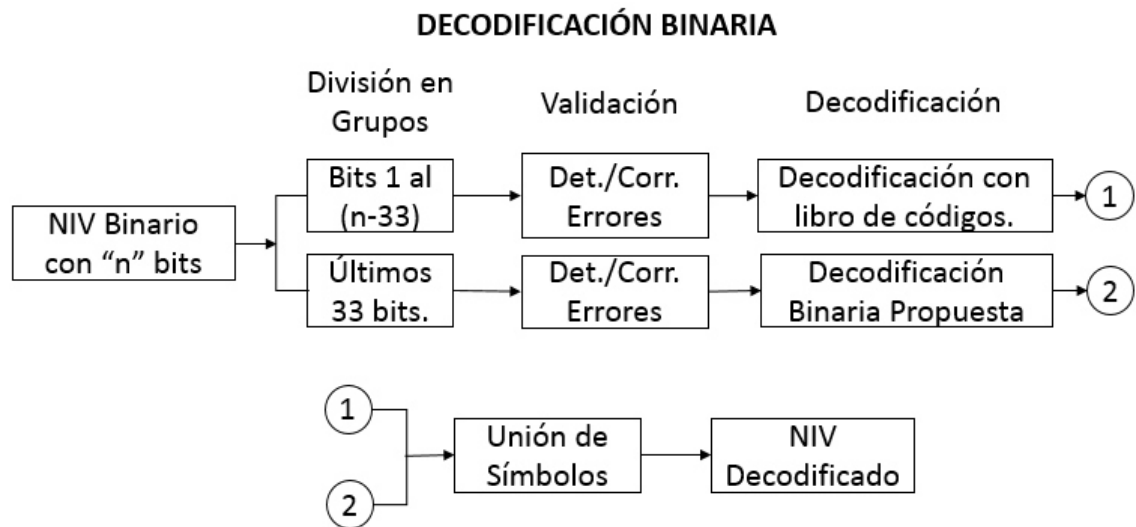 DECODIFICACIÓN BINARIA
División en
Grupos
Validación
Decodificación
NIV Binario
con “n” bits
Bits 1 al
(n-33)
Det./Corr.
Errores
Decodificación con
libro de códigos.
1
Últimos
33 bits.
Det./Corr.
Errores
Decodificación
Binaria Propuesta
2
1
2
Unión de
Símbolos
NIV
Decodificado